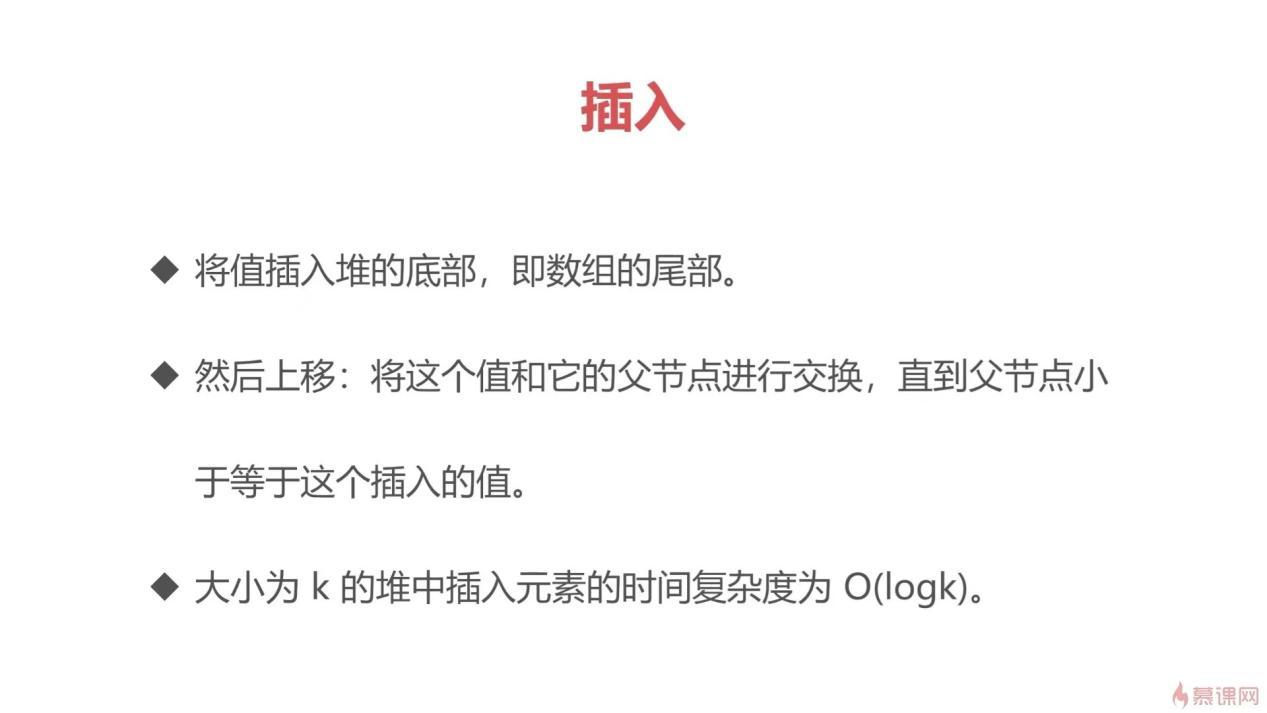 插入
◆ 将值插入堆的底部，即数组的尾部。
◆ 然后上移：将这个值和它的父节点进行交换，直到父节点小
于等于这个插入的值。
◆ 大小为 k 的堆中插入元素的时间复杂度为 O(logk)。
慕课网